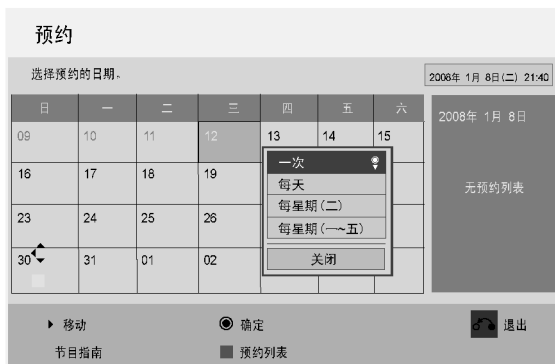 预约
选择预约的日期。
2008年 1月 8日(二) 21:40
日 一 二 三 四 五 六
2008年 1月 8日
09 10 11 12 13 14 15
一次
16 17 18 19
每天
无预约列表
每星期(二)
23 24 25 26
每星期(一~五)
30 31 01 02
关闭
移动 确定 退出
节目指南 预约列表